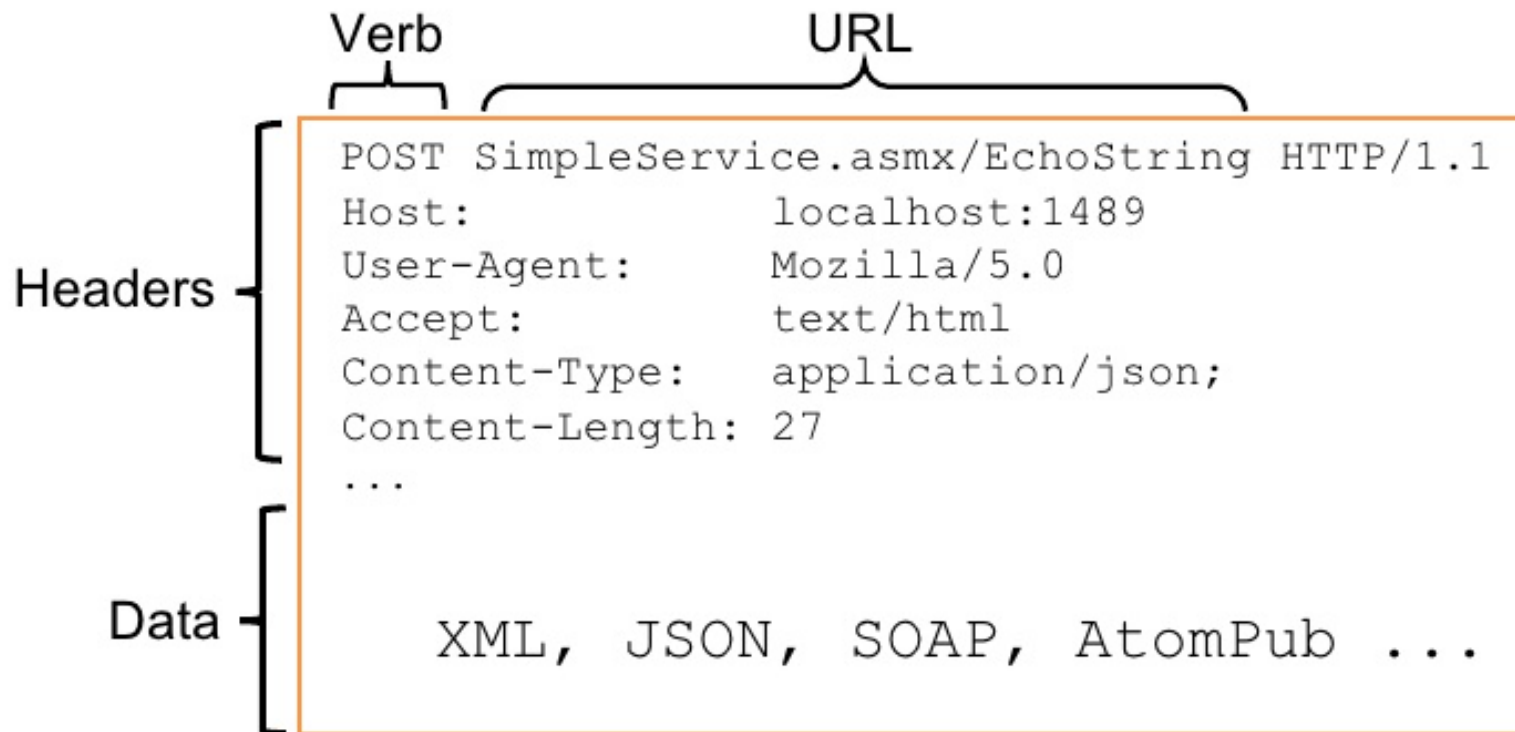 Verb URL
POST SimpleService.asmx/EchoString HTTP/1.1
Host: localhost:1489
User-Agent: Mozilla/5.0
Accept: text/html
Content-Type: application/json;
Content-Length: 27
...
Headers
XML, JSON, SOAP, AtomPub ...
Data